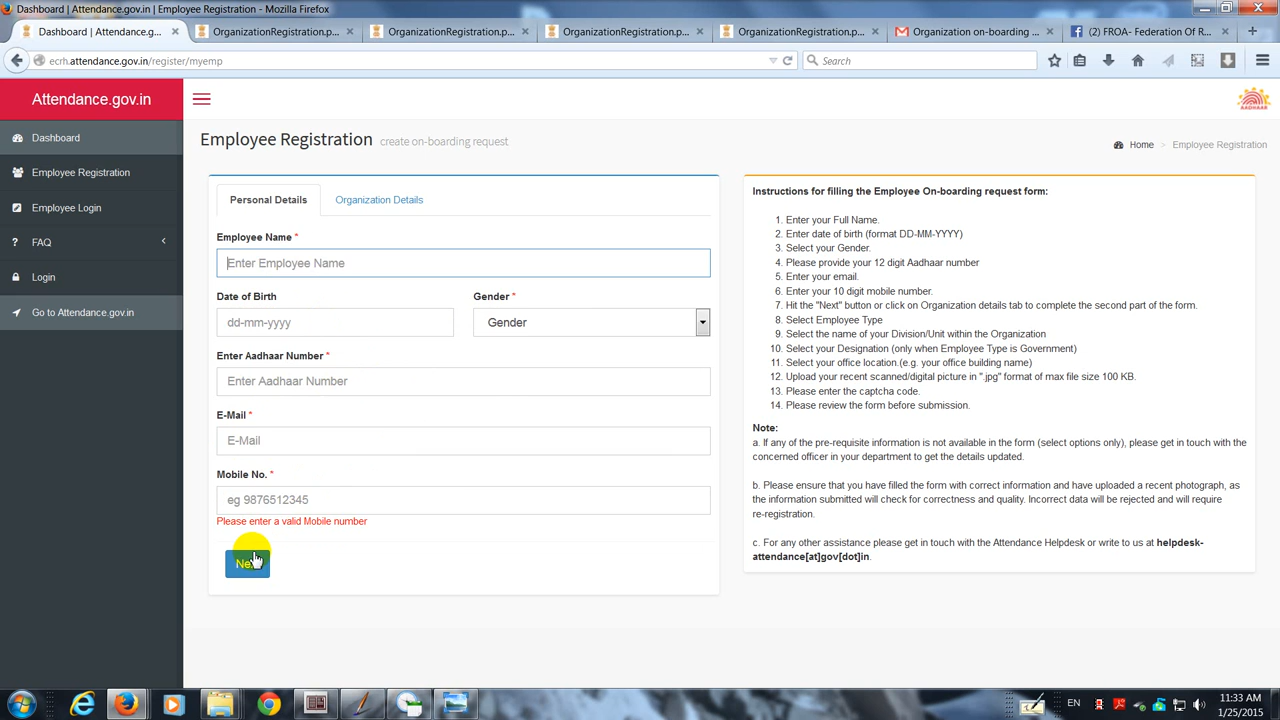 Dashboard | Attendance.gov.in | Employee Registration - Mozilla Firefox
Dashboard | Attendance.g...
OrganizationRegistration.p...
OrganizationRegistration.p...
OrganizationRegistration.p...
OrganizationRegistration.p...
Organization on-boarding ...
(2) FROA- Federation Of R...
ecrh.attendance.gov.in/register/myemp
Search
Attendance.gov.in
Dashboard
Employee Registration
Employee Login
FAQ
Login
Go to Attendance.gov.in
AADHAAR
Employee Registration create on-boarding request
Home > Employee Registration
Personal Details
Organization Details
Employee Name *
Enter Employee Name
Date of Birth
Gender *
dd-mm-yyyy
Gender
Enter Aadhaar Number *
Enter Aadhaar Number
E-Mail *
E-Mail
Mobile No. *
eg 9876512345
Please enter a valid Mobile number
Instructions for filling the Employee On-boarding request form:
1. Enter your Full Name.
2. Enter date of birth (format DD-MM-YYYY)
3. Select your Gender.
4. Please provide your 12 digit Aadhaar number
5. Enter your email.
6. Enter your 10 digit mobile number.
7. Hit the "Next" button or click on Organization details tab to complete the second part of the form.
8. Select Employee Type
9. Select the name of your Division/Unit within the Organization
10. Select your Designation (only when Employee Type is Government)
11. Select your office location.(e.g. your office building name)
12. Upload your recent scanned/digital picture in ".jpg" format of max file size 100 KB.
13. Please enter the captcha code.
14. Please review the form before submission.
Note:
a. If any of the pre-requisite information is not available in the form (select options only), please get in touch with the
concerned officer in your department to get the details updated.
b. Please ensure that you have filled the form with correct information and have uploaded a recent photograph, as
the information submitted will check for correctness and quality. Incorrect data will be rejected and will require
re-registration.
c. For any other assistance please get in touch with the Attendance Helpdesk or write to us at helpdesk-
attendance[at]gov[dot]in.
EN
11:33 AM
1/25/2015